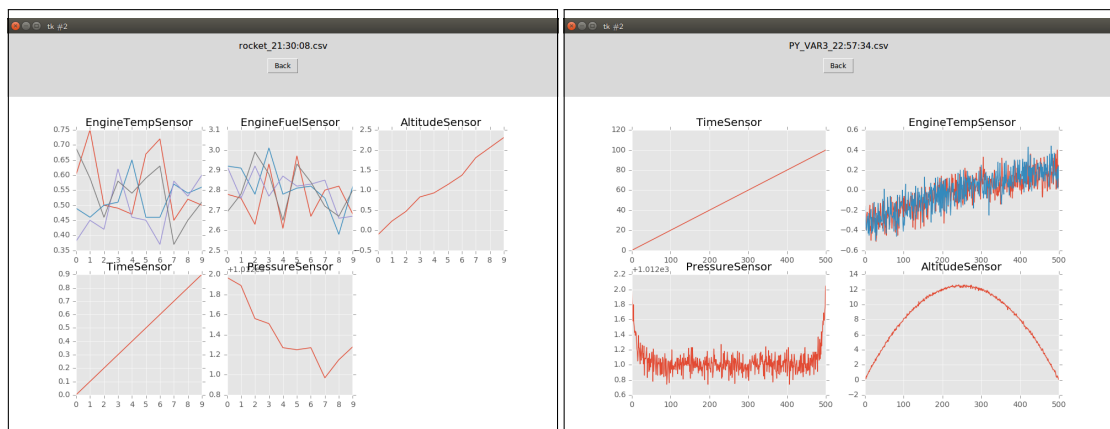 tk #2
rocket_21:30:08.csv
Back
EngineTempSensor
0.75
0.70
0.65
0.60
0.55
0.50
0.45
0.40
0.35
0 1 2 3 4 5 6 7 8 9
EngineFuelSensor
3.1
3.0
2.9
2.8
2.7
2.6
2.5
0 1 2 3 4 5 6 7 8 9
AltitudeSensor
2.5
2.0
1.5
1.0
0.5
0.0
−0.5
0 1 2 3 4 5 6 7 8 9
TimeSensor
0.9
0.8
0.7
0.6
0.5
0.4
0.3
0.2
0.1
0.0
0 1 2 3 4 5 6 7 8 9
PressureSensor
2.0
1.8
1.6
1.4
1.2
1.0
0.8
0 1 2 3 4 5 6 7 8 9
tk #2
PY_VAR3_22:57:34.csv
Back
TimeSensor
120
100
80
60
40
20
0
0 100 200 300 400 500
EngineTempSensor
0.6
0.4
0.2
0.0
−0.2
−0.4
−0.6
0 100 200 300 400 500
PressureSensor
+1.012e3
2.2
2.0
1.8
1.6
1.4
1.2
1.0
0.8
0.6
0 100 200 300 400 500
AltitudeSensor
14
12
10
8
6
4
2
0
−2
0 100 200 300 400 500